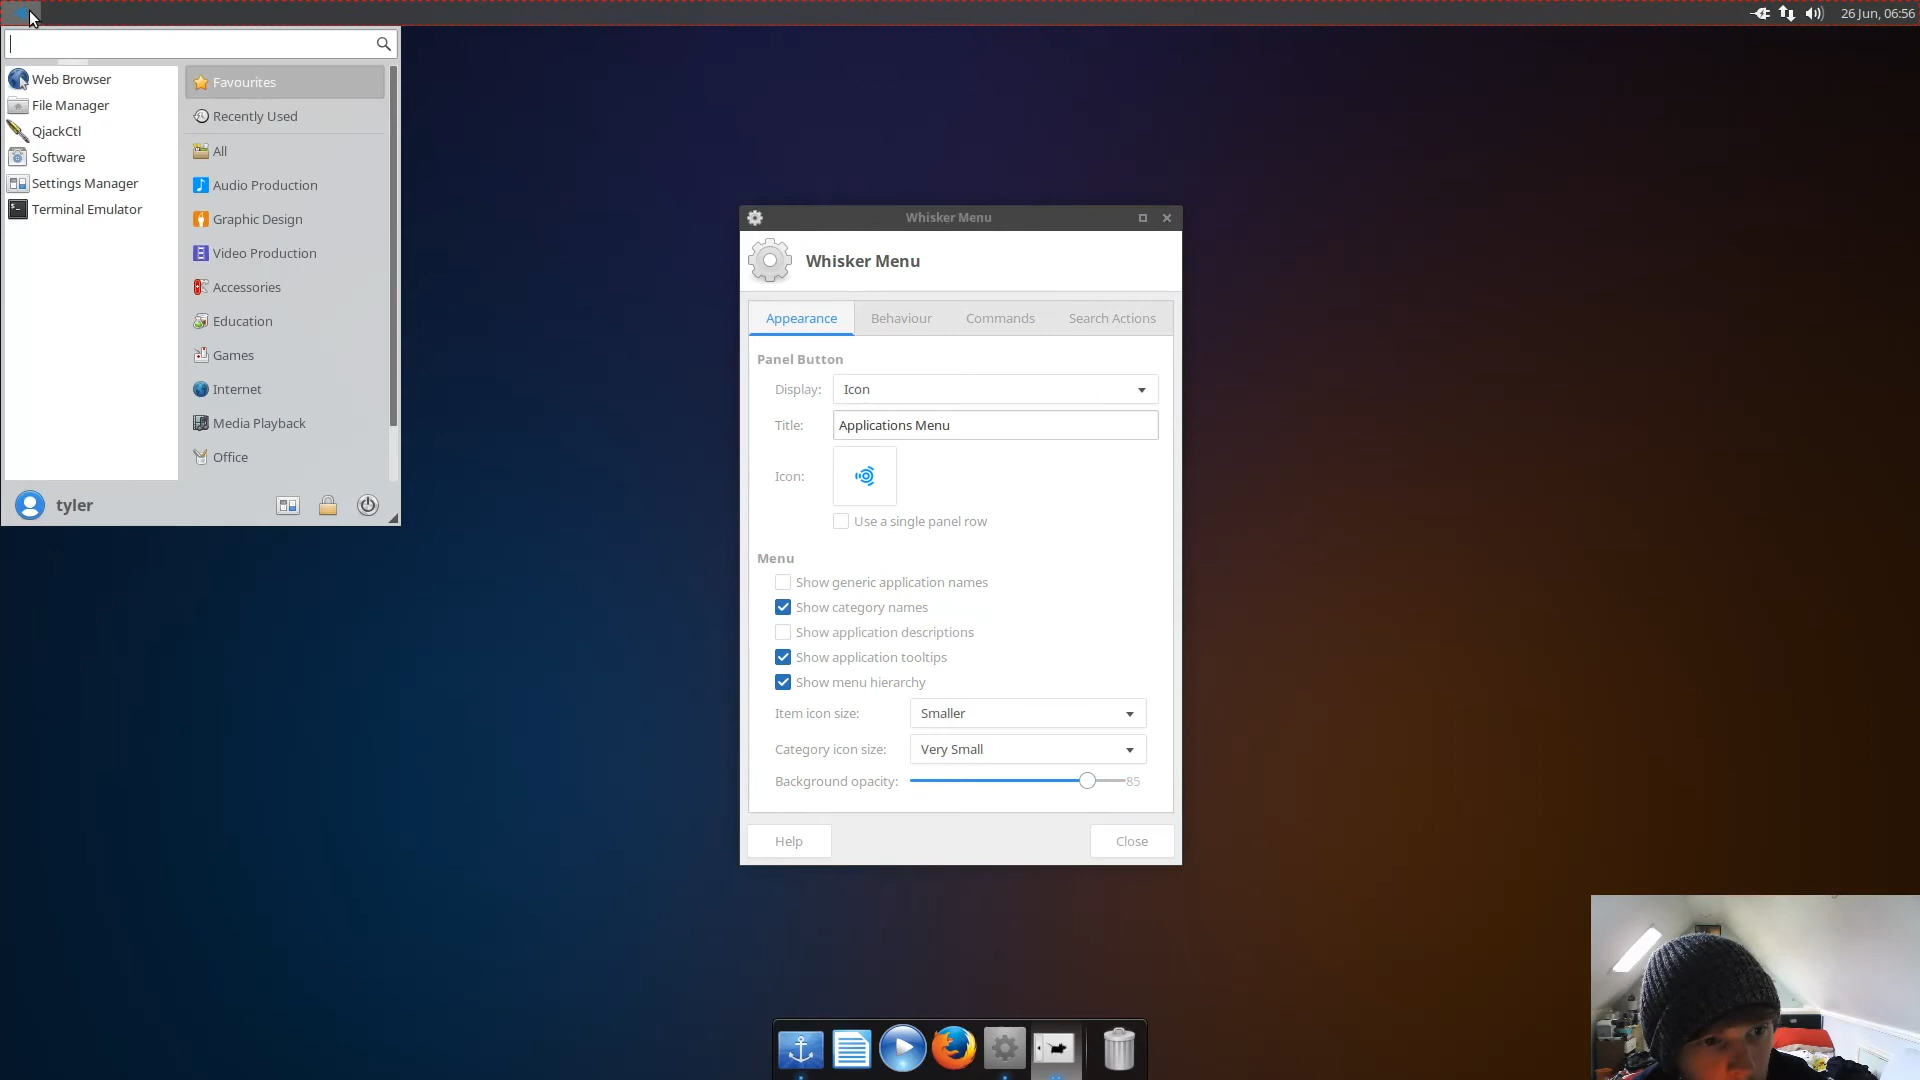 26 Jun, 06:56
Web Browser
File Manager
QjackCtl
Software
Settings Manager
Terminal Emulator
Favourites
Recently Used
All
Audio Production
Graphic Design
Video Production
Accessories
Education
Games
Internet
Media Playback
Office
tyler
Whisker Menu
Whisker Menu
Appearance Behaviour Commands Search Actions
Panel Button
Display: Icon
Title: Applications Menu
Icon:
Use a single panel row
Menu
Show generic application names
Show category names
Show application descriptions
Show application tooltips
Show menu hierarchy
Item icon size: Smaller
Category icon size: Very Small
Background opacity: 85
Help Close